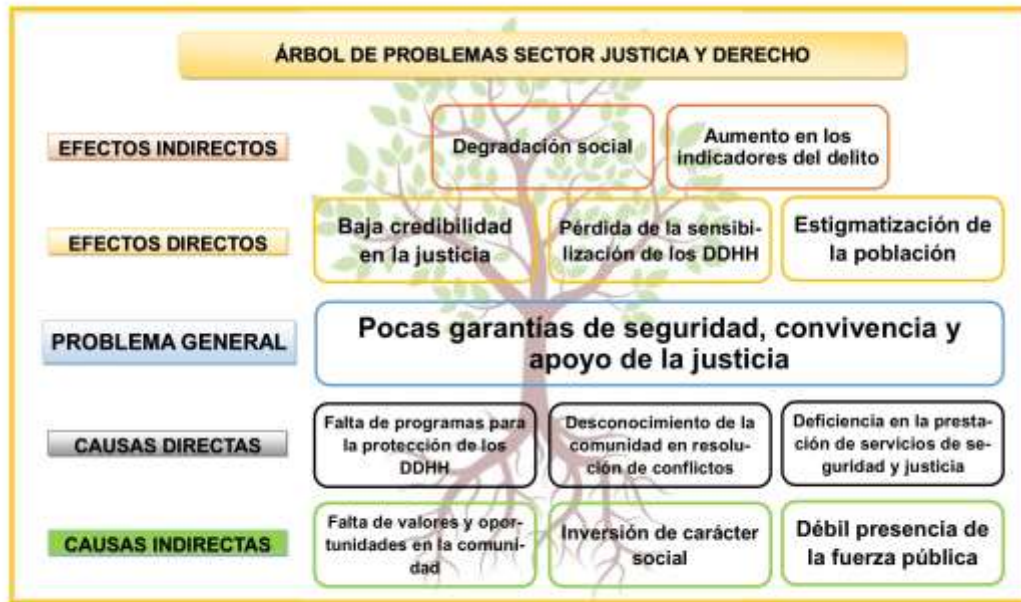 ÁRBOL DE PROBLEMAS SECTOR JUSTICIA Y DERECHO
EFECTOS INDIRECTOS
Degradación social
Aumento en los
indicadores del delito
EFECTOS DIRECTOS
Baja credibilidad
en la justicia
Pérdida de la sensibi-
lización de los DDHH
Estigmatización de
la población
PROBLEMA GENERAL
Pocas garantías de seguridad, convivencia y
apoyo de la justicia
CAUSAS DIRECTAS
Falta de programas para
la protección de los
DDHH
Desconocimiento de la
comunidad en resolu-
ción de conflictos
Deficiencia en la presta-
ción de servicios de se-
guridad y justicia
CAUSAS INDIRECTAS
Falta de valores y opor-
tunidades en la comuni-
dad
Inversión de carácter
social
Débil presencia de
la fuerza pública